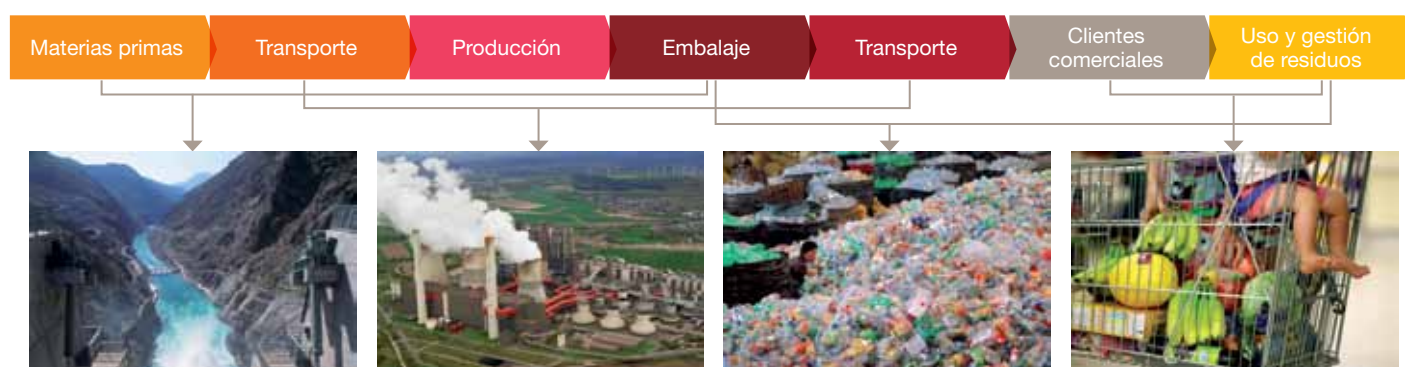 Materias primas
Transporte
Producción
Embalaje
Transporte
Clientes
comerciales
Uso y gestión
de residuos